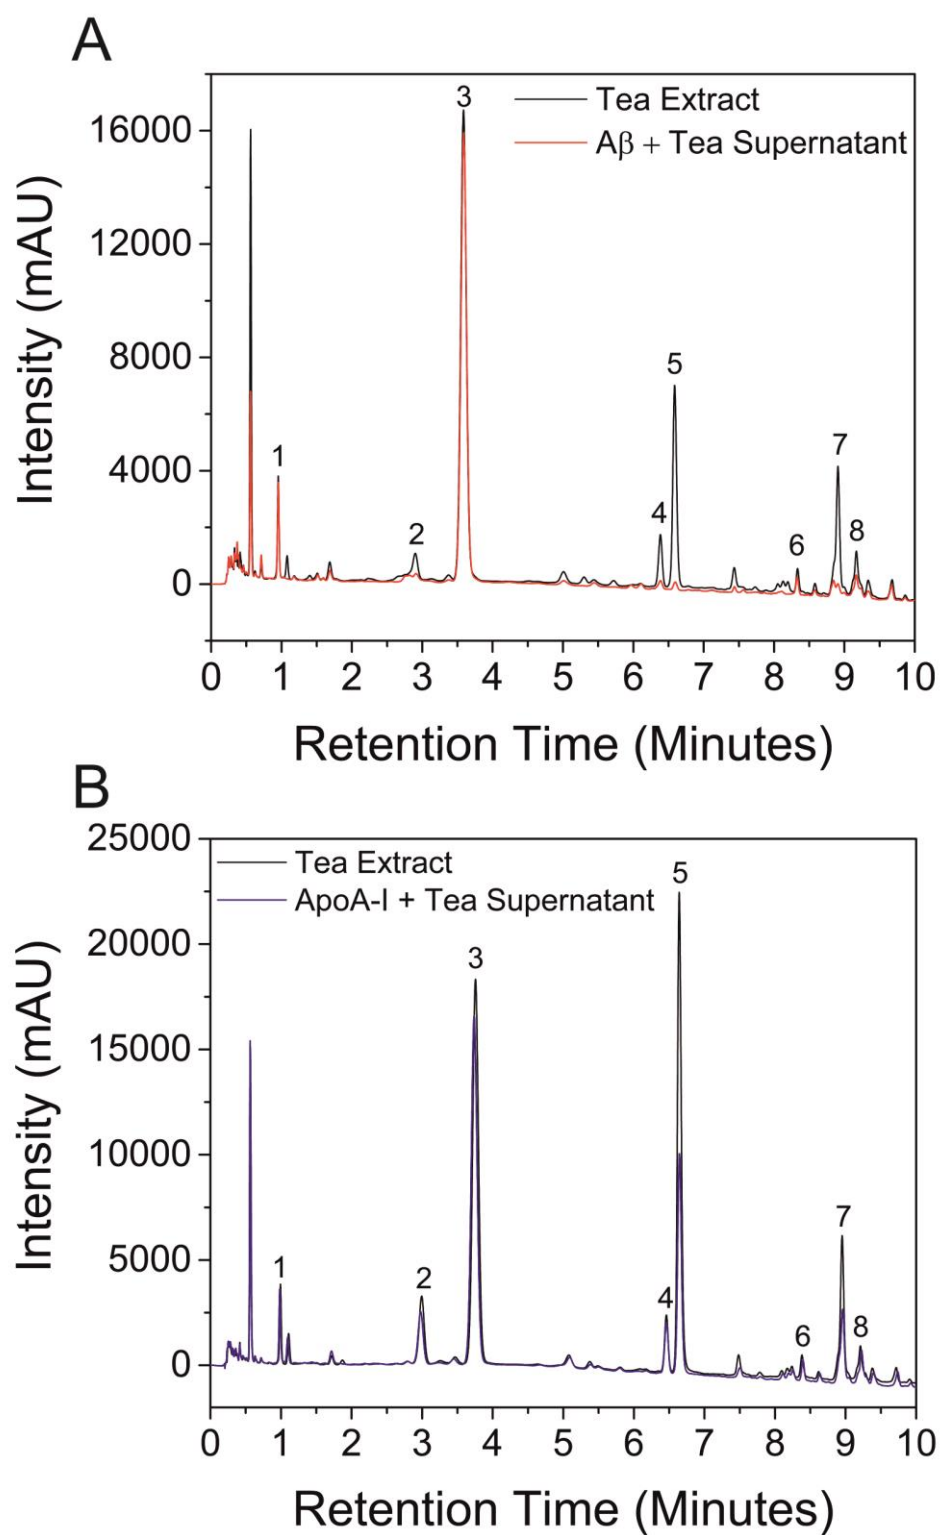 A
Tea Extract
Aβ + Tea Supernatant
16000
12000
8000
4000
0
Intensity (mAU)
1
2
3
4
5
6
7
8
0 1 2 3 4 5 6 7 8 9 10
Retention Time (Minutes)
B
Tea Extract
ApoA-I + Tea Supernatant
25000
20000
15000
10000
5000
0
Intensity (mAU)
1
2
3
4
5
6
7
8
0 1 2 3 4 5 6 7 8 9 10
Retention Time (Minutes)